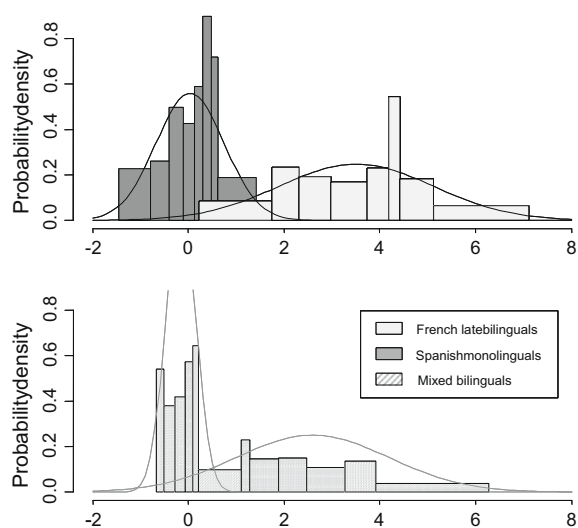 Probabilitydensity
0.8
0.6
0.4
0.2
0.0
-2 0 2 4 6 8
Probabilitydensity
0.8
0.6
0.4
0.2
0.0
French latebilinguals
Spanishmonolinguals
Mixed bilinguals
-2 0 2 4 6 8